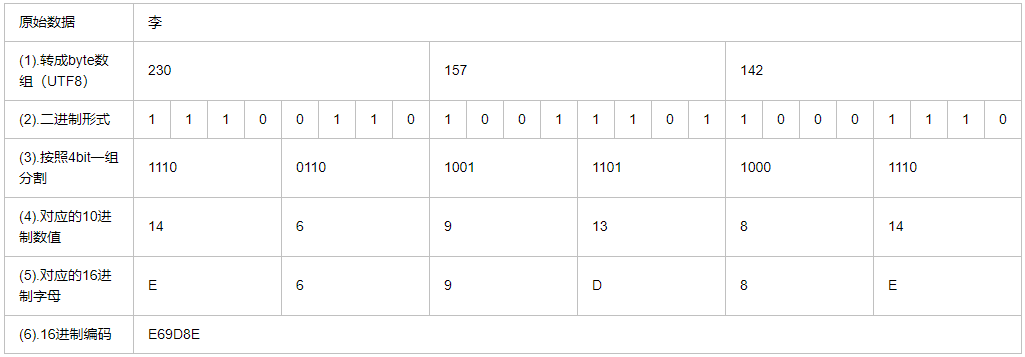 原始数据 李
(1).转成byte数
组（UTF8） 230 157 142
(2).二进制形式 1 1 1 0 0 1 1 0 1 0 0 1 1 1 0 1 1 0 0 0 1 1 1 0
(3).按照4bit一组
分割 1110 0110 1001 1101 1000 1110
(4).对应的10进
制数值 14 6 9 13 8 14
(5).对应的16进
制字母 E 6 9 D 8 E
(6).16进制编码 E69D8E